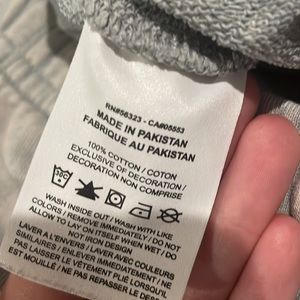 RN#56323 - CA#05553
MADE IN PAKISTAN
FABRIQUE AU PAKISTAN
100% COTTON / COTON
EXCLUSIVE OF DECORATION
DECORATION NON COMPRISE
30C
WASH INSIDE OUT / WASH WITH LIKE
COLORS / REMOVE IMMEDIATELY / DO NOT
ALLOW TO LAY ON ITSELF WHEN WET / DO
NOT IRON DESIGN
LAVER A L'ENVERS / LAVER AVEC COULEURS
SIMILAIRES / ENLEVER IMMEDIATEMENT / NE
PAS LAISSER LE VÊTEMENT PLIÉ LORSQU'IL
EST MOUILLÉ / NE PAS REPASSER LE DESSIN